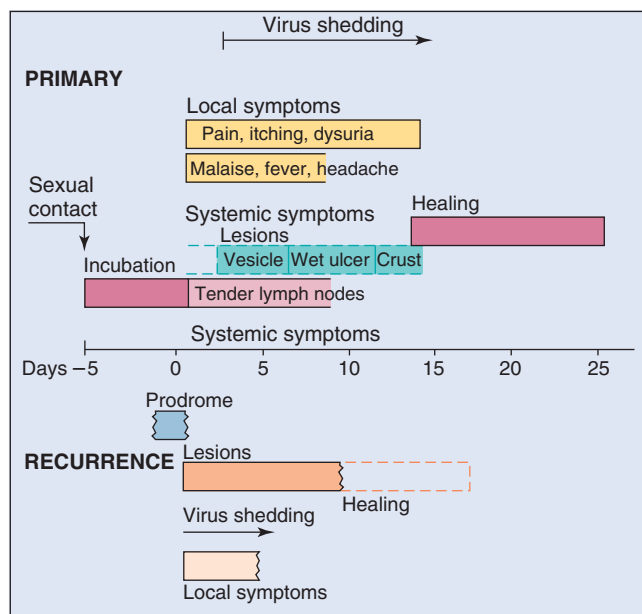 Virus shedding
PRIMARY
Local symptoms
Pain, itching, dysuria
Malaise, fever, headache
Sexual
contact
Healing
Systemic symptoms
Lesions
Vesicle Wet ulcer Crust
Incubation
Tender lymph nodes
Systemic symptoms
Days −5 0 5 10 15 20 25
Prodrome
RECURRENCE
Lesions
Healing
Virus shedding
Local symptoms